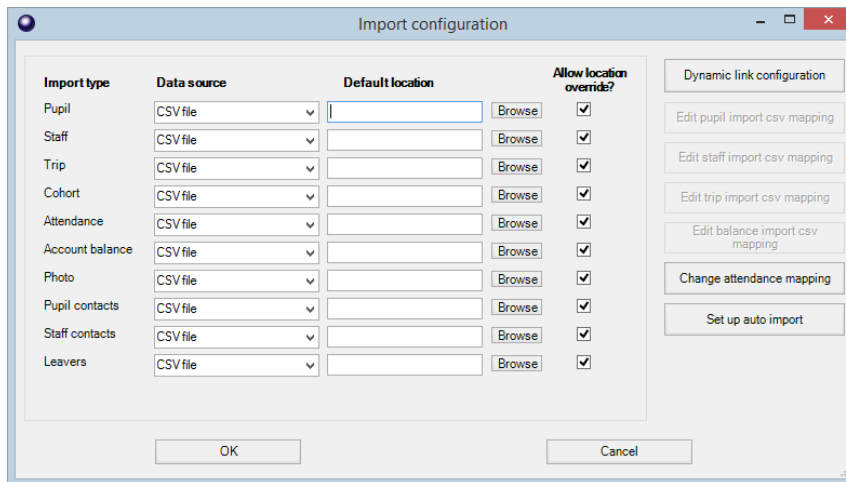 Import configuration
Import type Data source Default location Allow location override?
Pupil CSV file Browse
Staff CSV file Browse
Trip CSV file Browse
Cohort CSV file Browse
Attendance CSV file Browse
Account balance CSV file Browse
Photo CSV file Browse
Pupil contacts CSV file Browse
Staff contacts CSV file Browse
Leavers CSV file Browse
Dynamic link configuration
Edit pupil import csv mapping
Edit staff import csv mapping
Edit trip import csv mapping
Edit balance import csv
mapping
Change attendance mapping
Set up auto import
OK Cancel